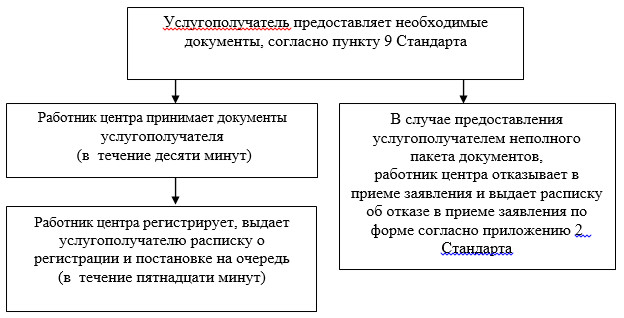 Услугополучатель предоставляет необходимые
документы, согласно пункту 9 Стандарта
Работник центра принимает документы
услугополучателя
(в  течение десяти минут)
Работник центра регистрирует, выдает
услугополучателю расписку о
регистрации и постановке на очередь
(в  течение пятнадцати минут)
В случае предоставления
услугополучателем неполного
пакета документов,
работник центра отказывает в
приеме заявления и выдает расписку
об отказе в приеме заявления по
форме согласно приложению 2
Стандарта